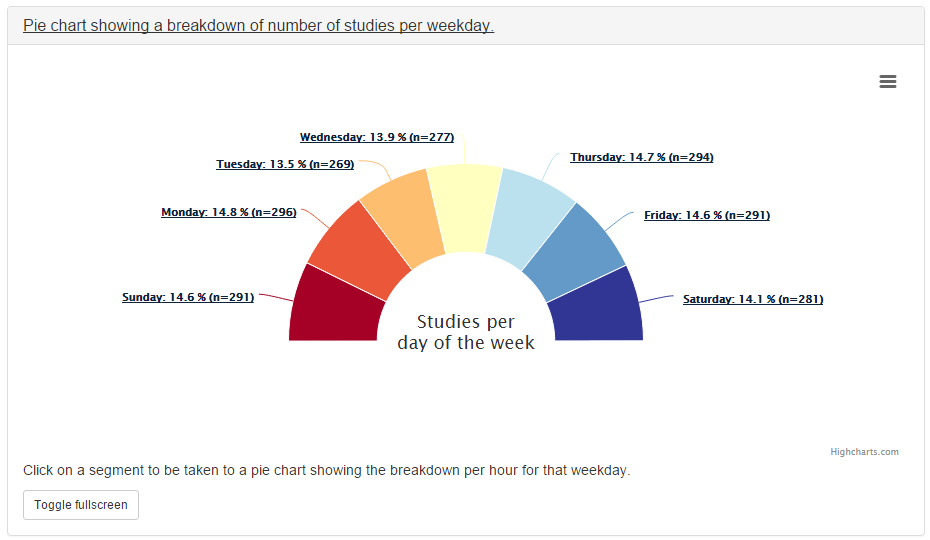 Pie chart showing a breakdown of number of studies per weekday.
Wednesday: 13.9 % (n=277)
Tuesday: 13.5 % (n=269)
Thursday: 14.7 % (n=294)
Monday: 14.8 % (n=296)
Friday: 14.6 % (n=291)
Sunday: 14.6 % (n=291)
Saturday: 14.1 % (n=281)
Studies per
day of the week
Highcharts.com
Click on a segment to be taken to a pie chart showing the breakdown per hour for that weekday.
Toggle fullscreen